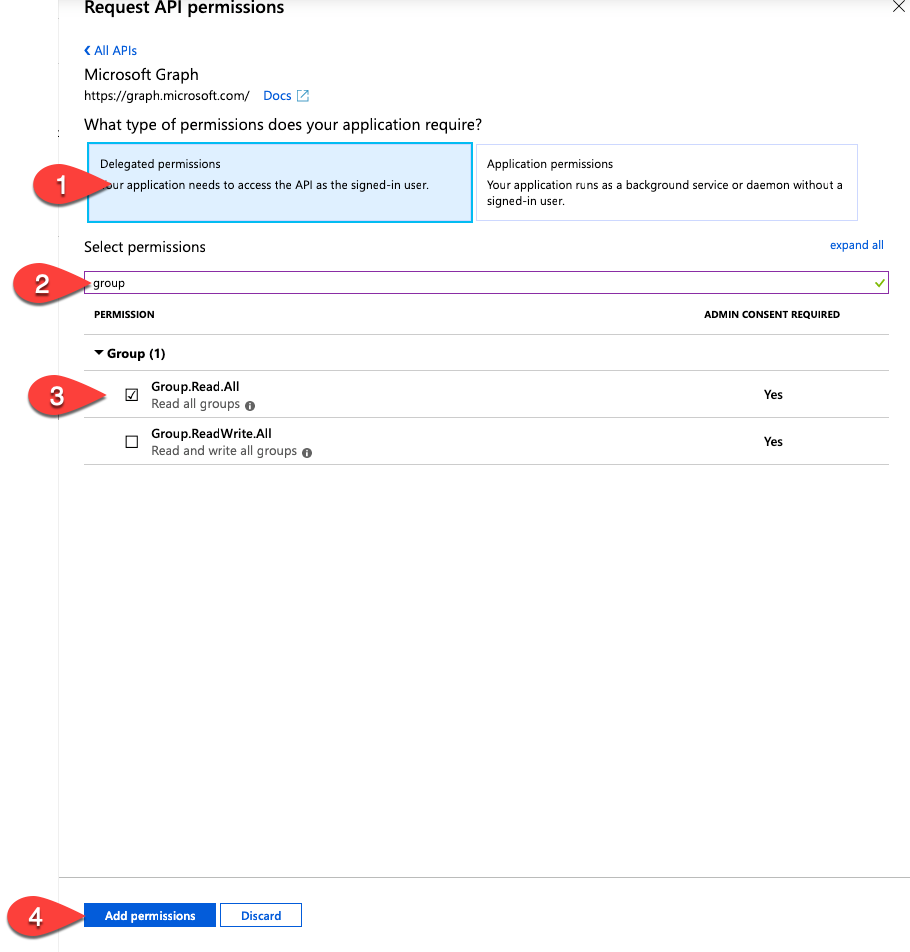 Request API permissions
All APIs
Microsoft Graph
https://graph.microsoft.com/ Docs
What type of permissions does your application require?
Delegated permissions
1
our application needs to access the API as the signed-in user.
Application permissions
Your application runs as a background service or daemon without a
signed-in user.
Select permissions
expand all
2
group
PERMISSION
ADMIN CONSENT REQUIRED
Group (1)
3
Group.Read.All
Read all groups
Yes
Group.ReadWrite.All
Read and write all groups
Yes
4
Add permissions
Discard